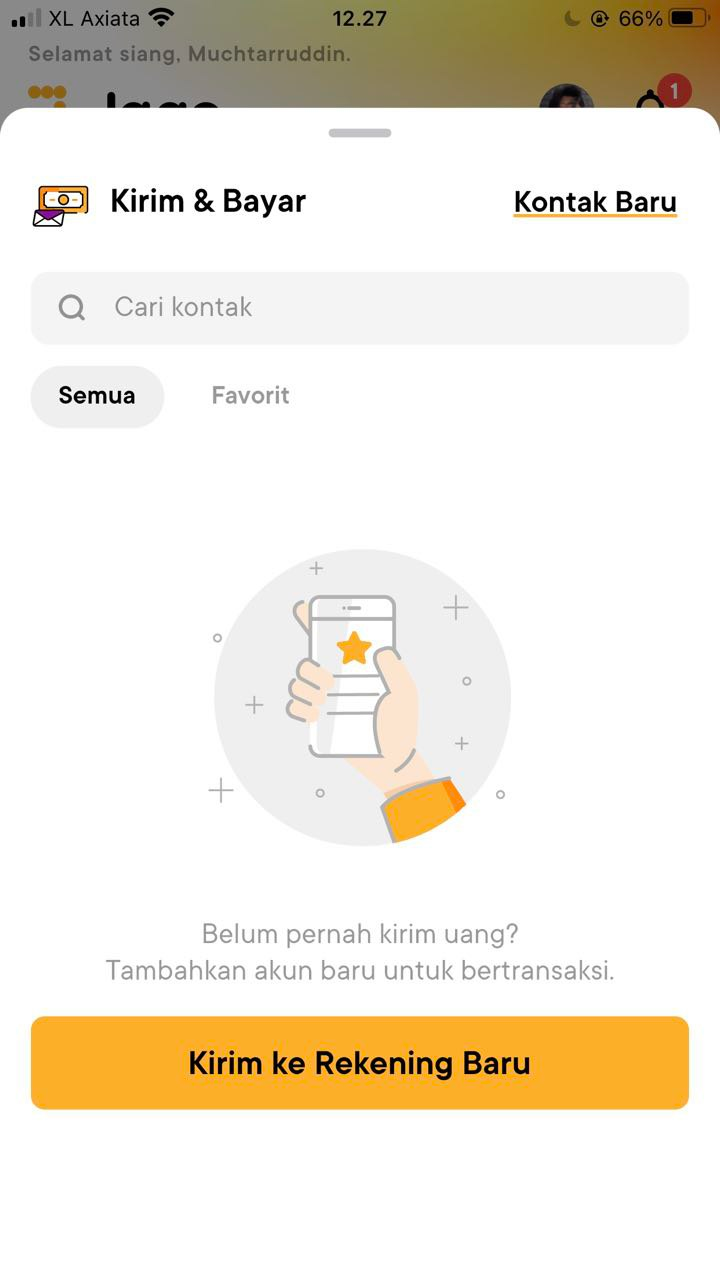 XL Axiata 12.27 66%
Selamat siang, Muchtarruddin.
1
Kirim & Bayar Kontak Baru
Cari kontak
Semua Favorit
Belum pernah kirim uang?
Tambahkan akun baru untuk bertransaksi.
Kirim ke Rekening Baru